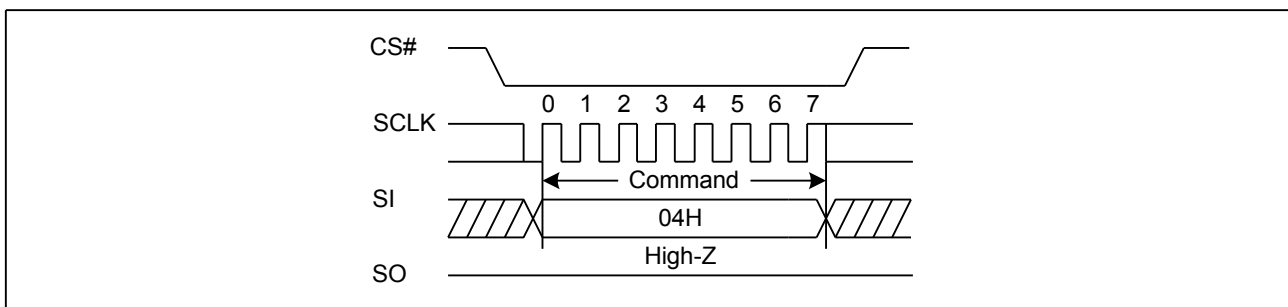 CS#
0 1 2 3 4 5 6 7
SCLK
Command
SI
04H
High-Z
SO